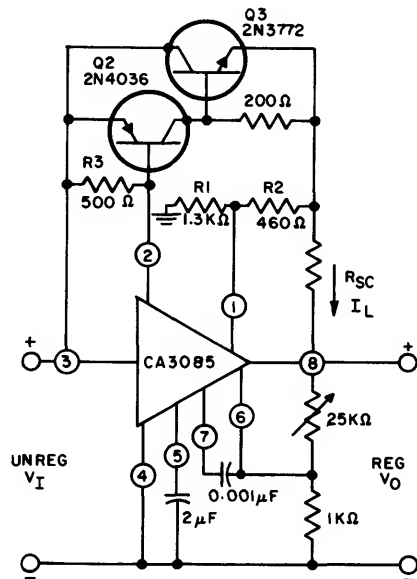 Q3
2N3772
Q2
2N4036
200Ω
R3
500 Ω
R1
1.3KΩ
R2
460Ω
RSC
IL
2
1
+
3
CA3085
8
+
6
7
5
4
25KΩ
UNREG
VI
0.001μF
REG
VO
2μF
1KΩ
−
−